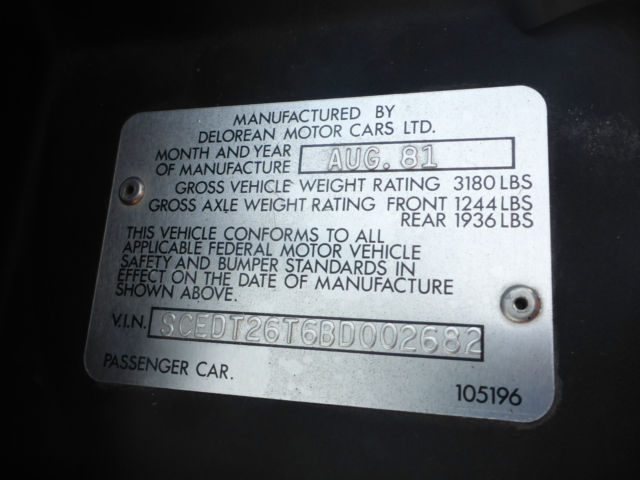 MANUFACTURED BY
DELOREAN MOTOR CARS LTD.
MONTH AND YEAR
OF MANUFACTURE AUG. 81
GROSS VEHICLE WEIGHT RATING 3180 LBS
GROSS AXLE WEIGHT RATING FRONT 1244 LBS
REAR 1936 LBS
THIS VEHICLE CONFORMS TO ALL
APPLICABLE FEDERAL MOTOR VEHICLE
SAFETY AND BUMPER STANDARDS IN
EFFECT ON THE DATE OF MANUFACTURE
SHOWN ABOVE.
V.I.N. SCEDT26T6BD002682
PASSENGER CAR.
105196